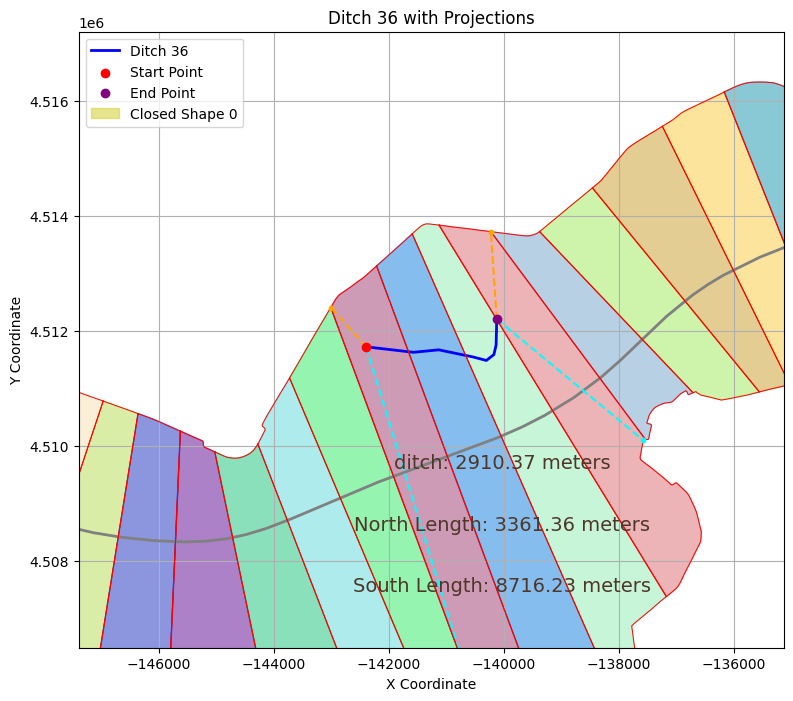 Ditch 36 with Projections
1e6
Ditch 36
Start Point
End Point
Closed Shape 0
4.516
4.514
4.512
4.510
4.508
Y Coordinate
ditch: 2910.37 meters
North Length: 3361.36 meters
South Length: 8716.23 meters
−146000 −144000 −142000 −140000 −138000 −136000
X Coordinate